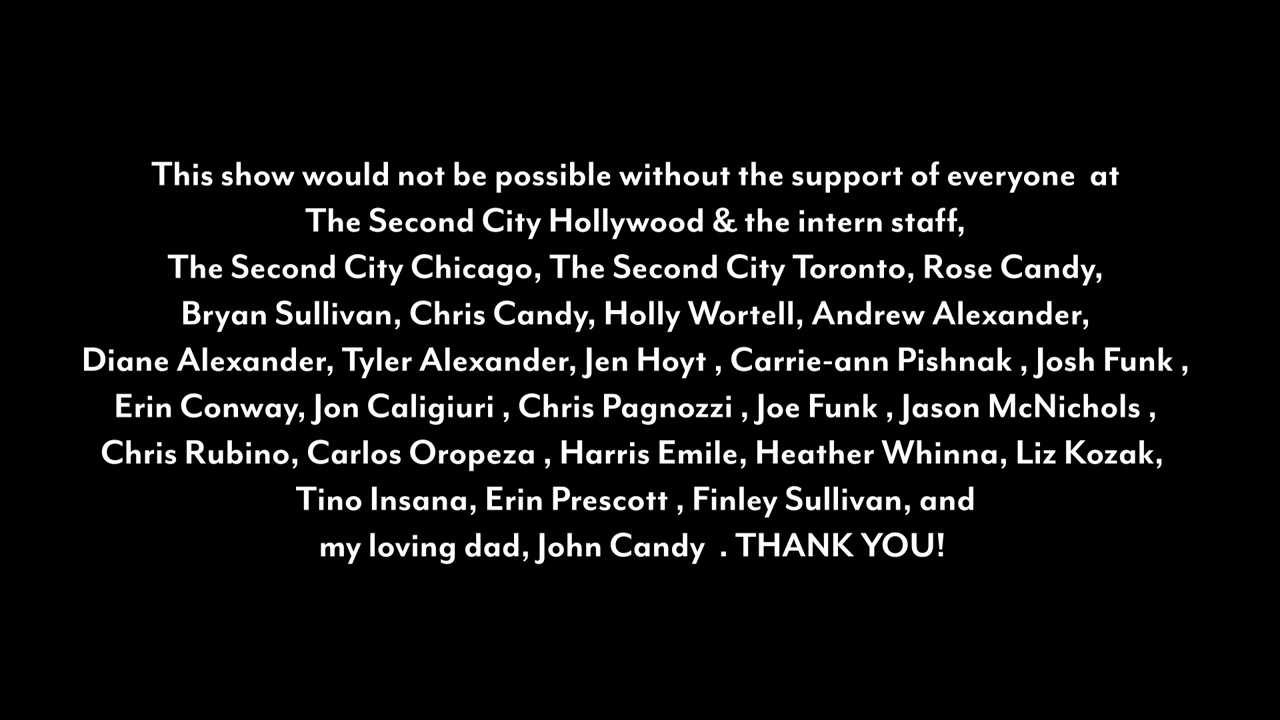 This show would not be possible without the support of everyone  at
The Second City Hollywood & the intern staff,
The Second City Chicago, The Second City Toronto, Rose Candy,
Bryan Sullivan, Chris Candy, Holly Wortell, Andrew Alexander,
Diane Alexander, Tyler Alexander, Jen Hoyt , Carrie-ann Pishnak , Josh Funk ,
Erin Conway, Jon Caligiuri , Chris Pagnozzi , Joe Funk , Jason McNichols ,
Chris Rubino, Carlos Oropeza , Harris Emile, Heather Whinna, Liz Kozak,
Tino Insana, Erin Prescott , Finley Sullivan, and
my loving dad, John Candy  . THANK YOU!